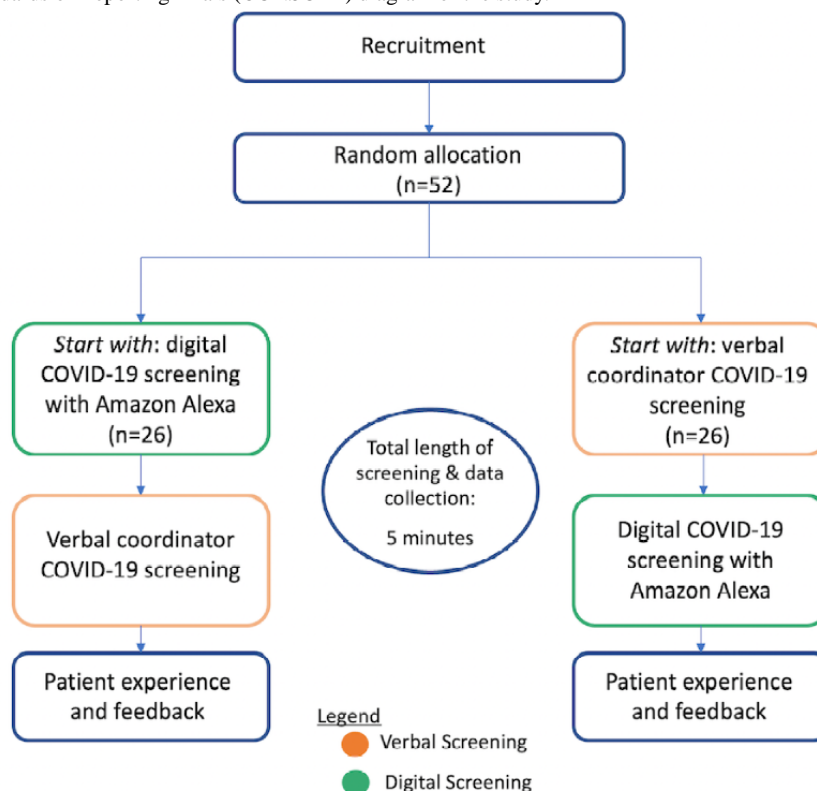 Recruitment
Random allocation
(n=52)
Start with: digital
COVID-19 screening
with Amazon Alexa
(n=26)
Start with: verbal
coordinator COVID-19
screening
(n=26)
Total length of
screening & data
collection:
5 minutes
Verbal coordinator
COVID-19 screening
Digital COVID-19
screening with
Amazon Alexa
Patient experience
and feedback
Patient experience
and feedback
Legend
Verbal Screening
Digital Screening